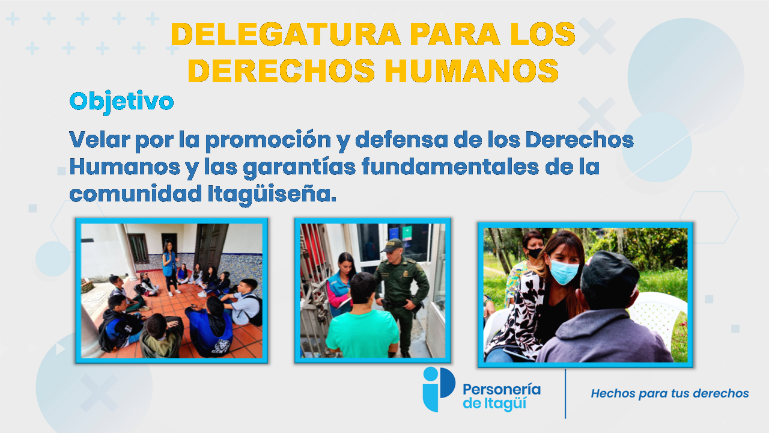 DELEGATURA PARA LOS
DERECHOS HUMANOS
Objetivo
Velar por la promoción y defensa de los Derechos
Humanos y las garantías fundamentales de la
comunidad Itagüiseña.
Personería
de Itagüí
Hechos para tus derechos